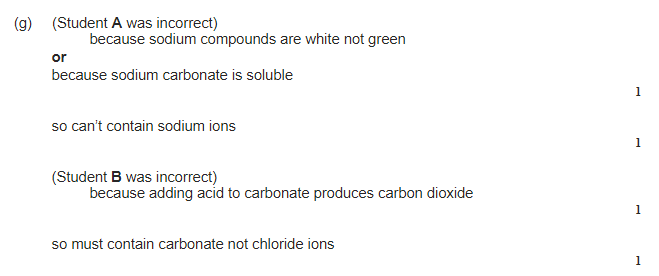 (g) (Student A was incorrect)
because sodium compounds are white not green
or
because sodium carbonate is soluble
1
so can't contain sodium ions
1
(Student B was incorrect)
because adding acid to carbonate produces carbon dioxide
1
so must contain carbonate not chloride ions
1